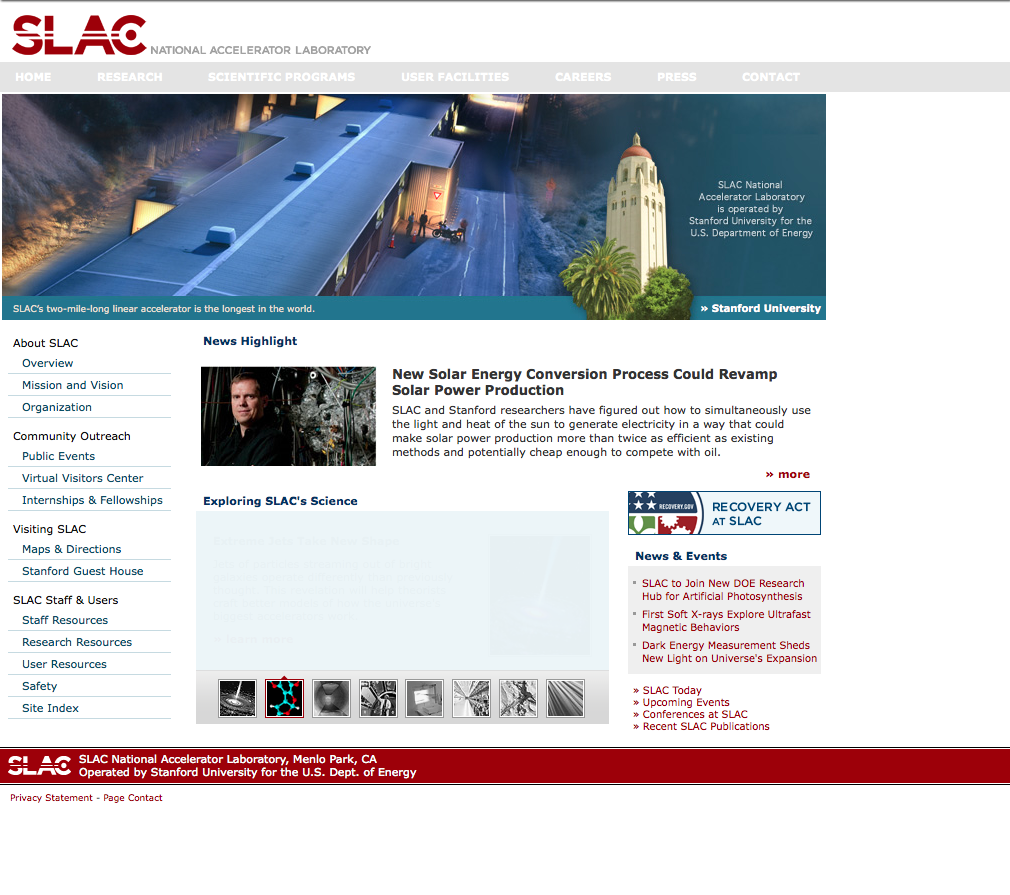 SLAC NATIONAL ACCELERATOR LABORATORY
HOME RESEARCH SCIENTIFIC PROGRAMS USER FACILITIES CAREERS PRESS CONTACT
SLAC National
Accelerator Laboratory
is operated by
Stanford University for the
U.S. Department of Energy
SLAC's two-mile-long linear accelerator is the longest in the world.
» Stanford University
About SLAC
Overview
Mission and Vision
Organization
Community Outreach
Public Events
Virtual Visitors Center
Internships & Fellowships
Visiting SLAC
Maps & Directions
Stanford Guest House
SLAC Staff & Users
Staff Resources
Research Resources
User Resources
Safety
Site Index
News Highlight
New Solar Energy Conversion Process Could Revamp
Solar Power Production
SLAC and Stanford researchers have figured out how to simultaneously use
the light and heat of the sun to generate electricity in a way that could
make solar power production more than twice as efficient as existing
methods and potentially cheap enough to compete with oil.
» more
Exploring SLAC's Science
RECOVERY.GOV
RECOVERY ACT
AT SLAC
News & Events
SLAC to Join New DOE Research
Hub for Artificial Photosynthesis
First Soft X-rays Explore Ultrafast
Magnetic Behaviors
Dark Energy Measurement Sheds
New Light on Universe's Expansion
» SLAC Today
» Upcoming Events
» Conferences at SLAC
» Recent SLAC Publications
SLAC SLAC National Accelerator Laboratory, Menlo Park, CA
Operated by Stanford University for the U.S. Dept. of Energy
Privacy Statement - Page Contact